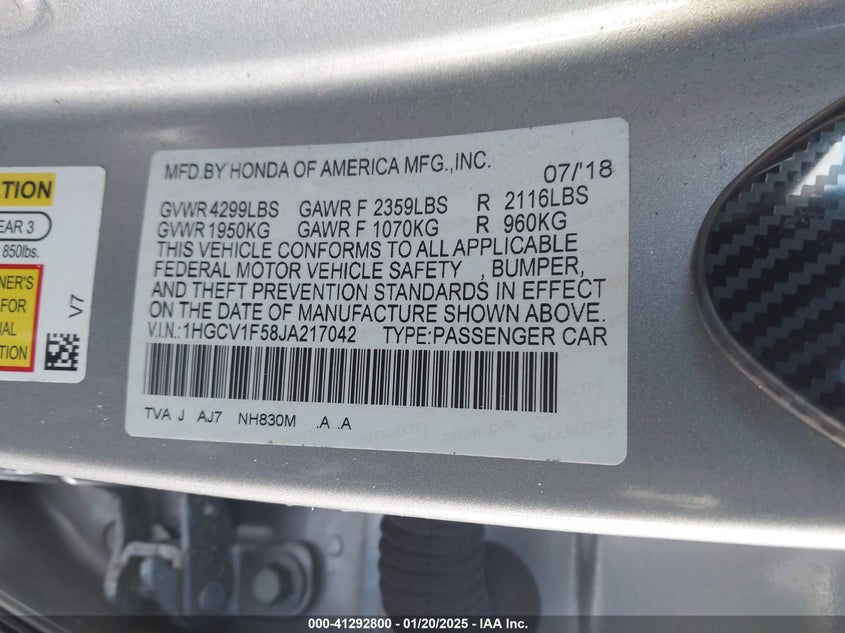 TION
EAR 3
850lbs.
NER'S
FOR
IAL
TION
V7
MFD.BY HONDA OF AMERICA MFG.,INC. 07/'18
GVWR 4299LBS GAWR F 2359LBS R 2116LBS
GVWR 1950KG GAWR F 1070KG R 960KG
THIS VEHICLE CONFORMS TO ALL APPLICABLE
FEDERAL MOTOR VEHICLE SAFETY , BUMPER,
AND THEFT PREVENTION STANDARDS IN EFFECT
ON THE DATE OF MANUFACTURE SHOWN ABOVE.
V.I.N.:1HGCV1F58JA217042 TYPE:PASSENGER CAR
TVA J AJ7 NH830M .A .A
HONDA HONDA
000-41292800 - 01/20/2025 - IAA Inc.